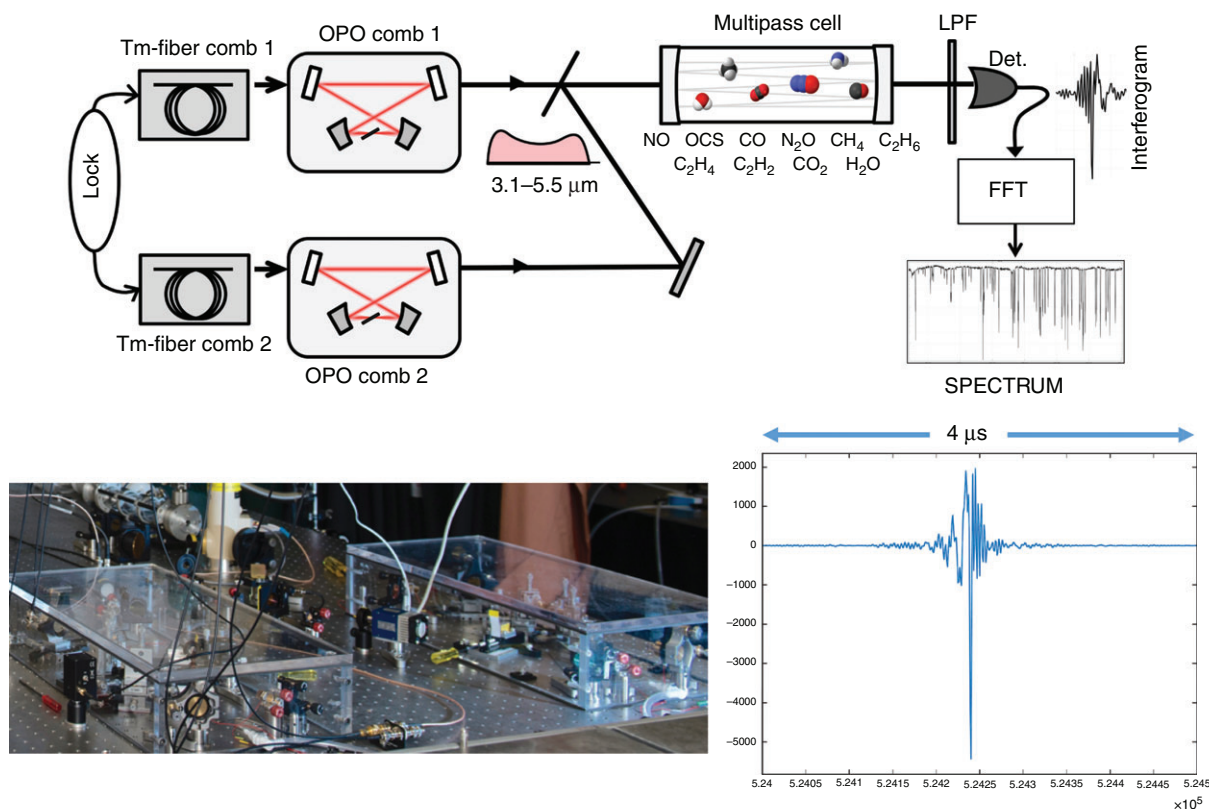 Tm-fiber comb 1
OPO comb 1
Multipass cell
LPF
Det.
Lock
3.1–5.5 μm
NO OCS CO N₂O CH₄ C₂H₆
C₂H₄ C₂H₂ CO₂ H₂O
Interferogram
FFT
Tm-fiber comb 2
OPO comb 2
SPECTRUM
4 μs
2000
1000
0
−1000
−2000
−3000
−4000
−5000
5.24 5.2405 5.241 5.2415 5.242 5.2425 5.243 5.2435 5.244 5.2445 5.245
×10⁵